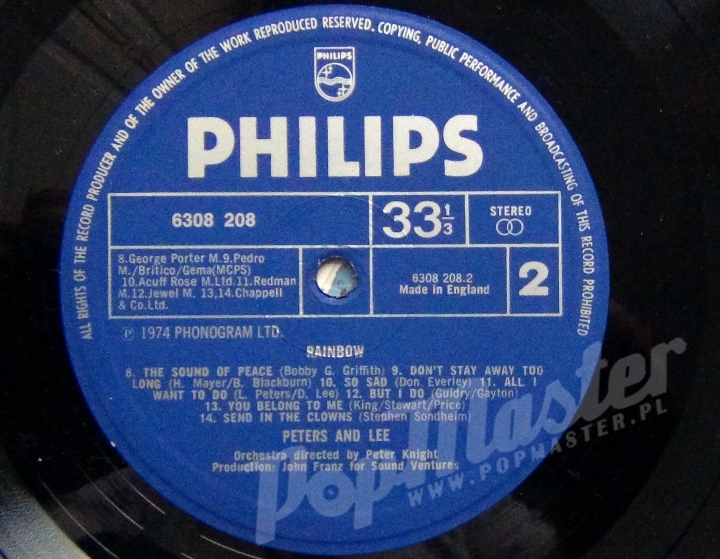 ALL RIGHTS OF THE RECORD PRODUCER AND OF THE OWNER OF THE WORK REPRODUCED RESERVED. COPYING, PUBLIC PERFORMANCE AND BROADCASTING OF THIS RECORD PROHIBITED
PHILIPS
PHILIPS
6308 208
33 1/3
STEREO
8.George Porter M.9.Pedro
M./Britico/Gema(MCPS)
10.Acuff Rose M.Ltd.11.Redman
M.12.Jewel M. 13,14.Chappell
& Co.Ltd.
6308 208.2
Made in England
2
℗ 1974 PHONOGRAM LTD.
RAINBOW
8. THE SOUND OF PEACE (Bobby G. Griffith) 9. DON'T STAY AWAY TOO
LONG (H. Mayer/B. Blackburn) 10. SO SAD (Don Everley) 11. ALL I
WANT TO DO (L. Peters/D. Lee) 12. BUT I DO (Guidry/Gayton)
13. YOU BELONG TO ME (King/Stewart/Price)
14. SEND IN THE CLOWNS (Stephen Sondheim)
PETERS AND LEE
Orchestra directed by Peter Knight
Production: John Franz for Sound Ventures
PopMaster
WWW.POPMASTER.PL